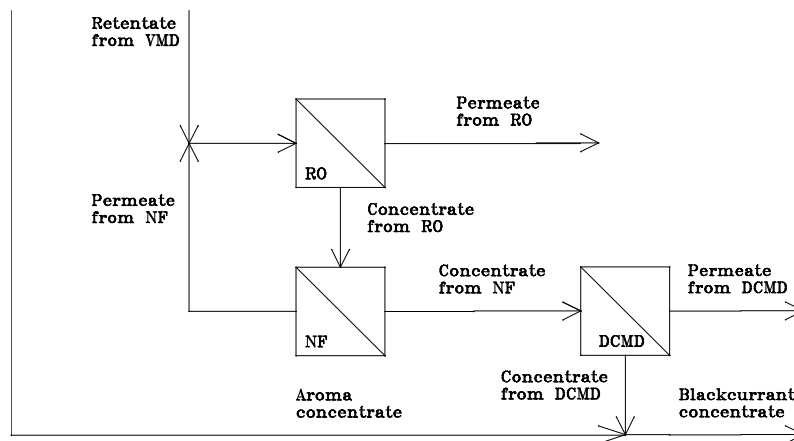 Retentate
from VMD
Permeate
from RO
RO
Permeate
from NF
Concentrate
from RO
Concentrate
from NF
Permeate
from DCMD
NF
DCMD
Concentrate
from DCMD
Aroma
concentrate
Blackcurrant
concentrate